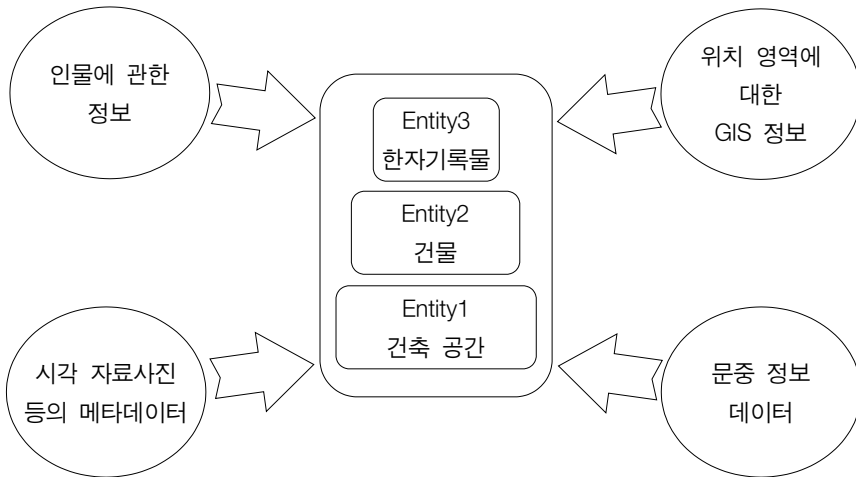 인물에 관한
정보
위치 영역에
대한
GIS 정보
Entity3
한자기록물
Entity2
건물
Entity1
건축 공간
시각 자료사진
등의 메타데이터
문중 정보
데이터